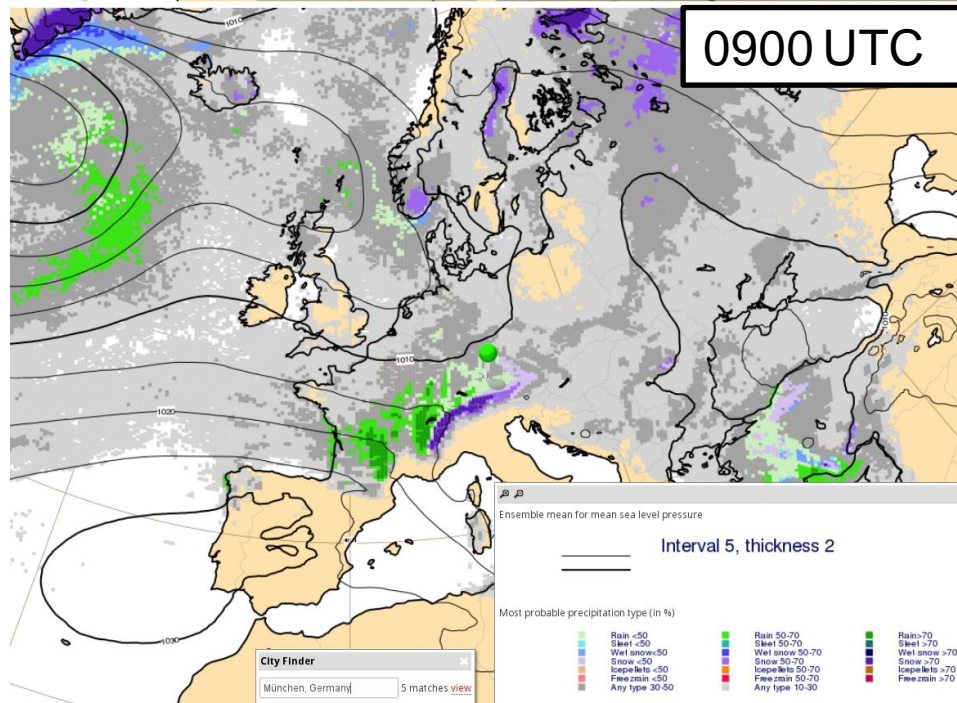 1010
0900 UTC
1010
1010
1020
1030
Ensemble mean for mean sea level pressure
Interval 5, thickness 2
Most probable precipitation type (in %)
Rain <50 Rain 50-70 Rain>70
Sleet <50 Sleet 50-70 Sleet >70
Wet snow<50 Wet snow 50-70 Wet snow >70
Snow <50 Snow 50-70 Snow >70
Icepellets <50 Icepellets 50-70 Icepellets >70
Freezrain <50 Freezrain 50-70 Freezrain >70
Any type 30-50 Any type 10-30
City Finder
München, Germany 5 matches view